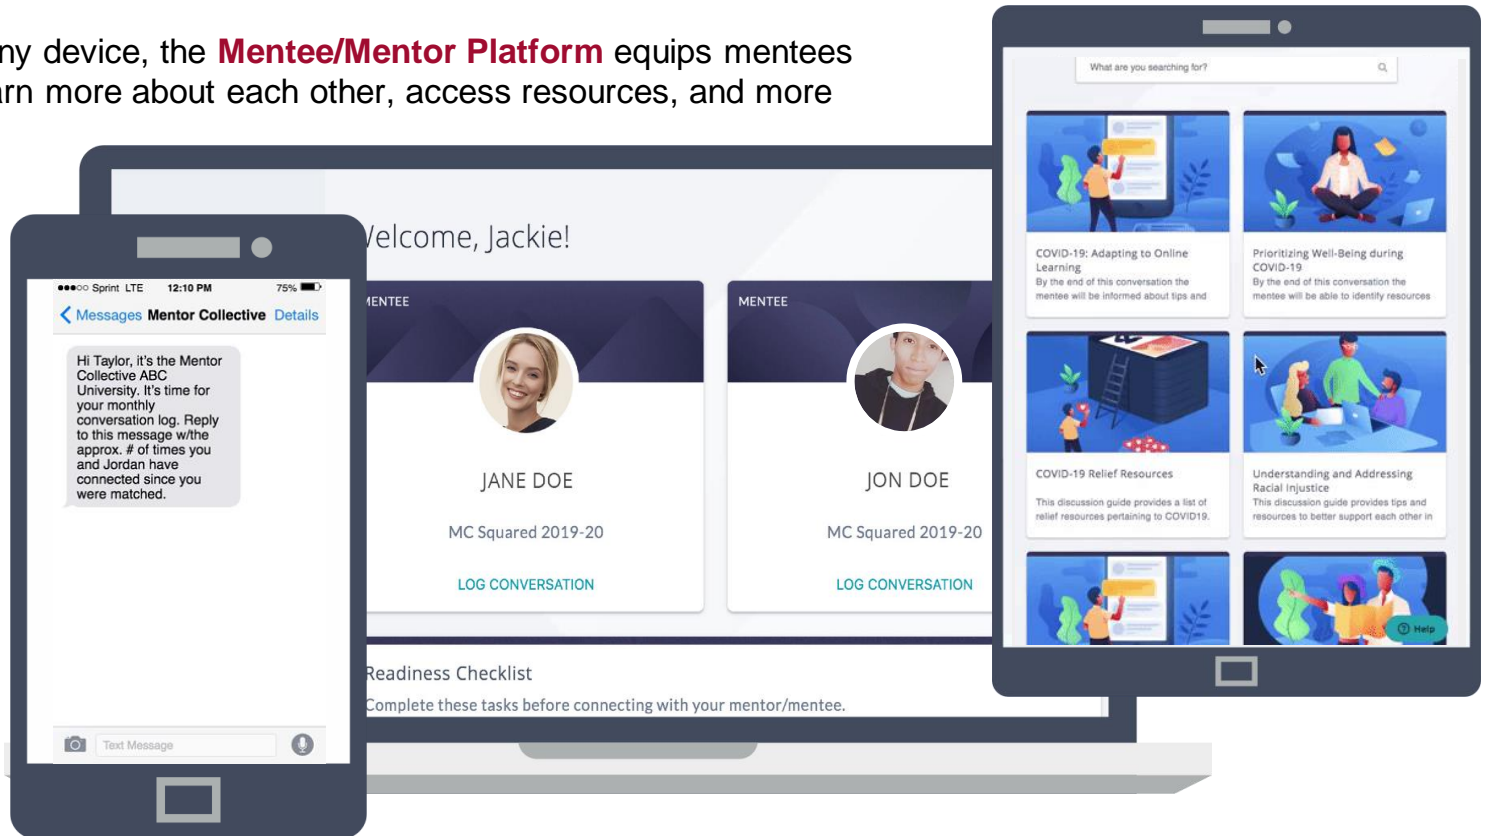 ny device, the Mentee/Mentor Platform equips mentees
arn more about each other, access resources, and more
Sprint LTE 12:10 PM 75%
Messages Mentor Collective Details
Hi Taylor, it's the Mentor
Collective ABC
University. It's time for
your monthly
conversation log. Reply
to this message w/the
approx. # of times you
and Jordan have
connected since you
were matched.
Text Message
Welcome, Jackie!
MENTEE
JANE DOE
MC Squared 2019-20
LOG CONVERSATION
MENTEE
JON DOE
MC Squared 2019-20
LOG CONVERSATION
Readiness Checklist
Complete these tasks before connecting with your mentor/mentee.
What are you searching for?
COVID-19: Adapting to Online
Learning
By the end of this conversation the
mentee will be informed about tips and
Prioritizing Well-Being during
COVID-19
By the end of this conversation the
mentee will be able to identify resources
COVID-19 Relief Resources
This discussion guide provides a list of
relief resources pertaining to COVID19.
Understanding and Addressing
Racial Injustice
This discussion guide provides tips and
resources to better support each other in
Help